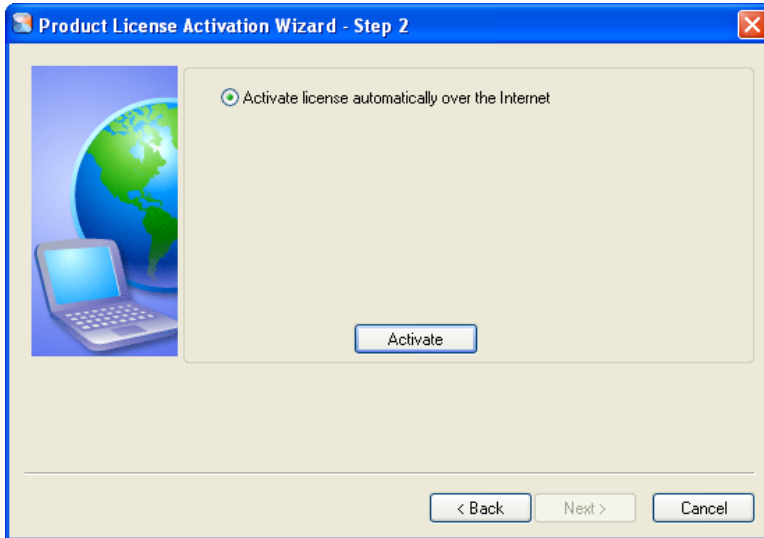 Product License Activation Wizard - Step 2
Activate license automatically over the Internet
Activate
< Back
Next >
Cancel